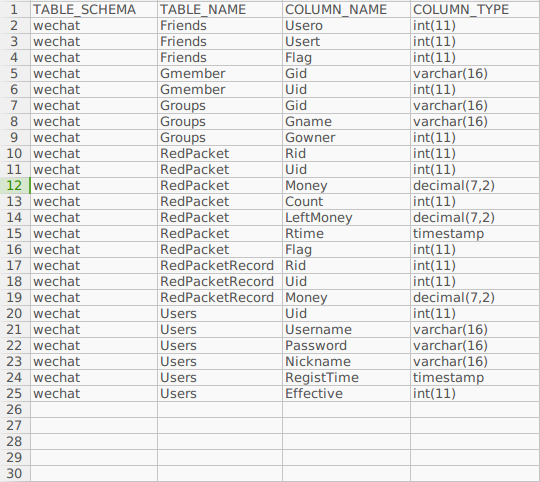 1 TABLE_SCHEMA TABLE_NAME COLUMN_NAME COLUMN_TYPE
2 wechat Friends Usero int(11)
3 wechat Friends Usert int(11)
4 wechat Friends Flag int(11)
5 wechat Gmember Gid varchar(16)
6 wechat Gmember Uid int(11)
7 wechat Groups Gid varchar(16)
8 wechat Groups Gname varchar(16)
9 wechat Groups Gowner int(11)
10 wechat RedPacket Rid int(11)
11 wechat RedPacket Uid int(11)
12 wechat RedPacket Money decimal(7,2)
13 wechat RedPacket Count int(11)
14 wechat RedPacket LeftMoney decimal(7,2)
15 wechat RedPacket Rtime timestamp
16 wechat RedPacket Flag int(11)
17 wechat RedPacketRecord Rid int(11)
18 wechat RedPacketRecord Uid int(11)
19 wechat RedPacketRecord Money decimal(7,2)
20 wechat Users Uid int(11)
21 wechat Users Username varchar(16)
22 wechat Users Password varchar(16)
23 wechat Users Nickname varchar(16)
24 wechat Users RegistTime timestamp
25 wechat Users Effective int(11)
26
27
28
29
30